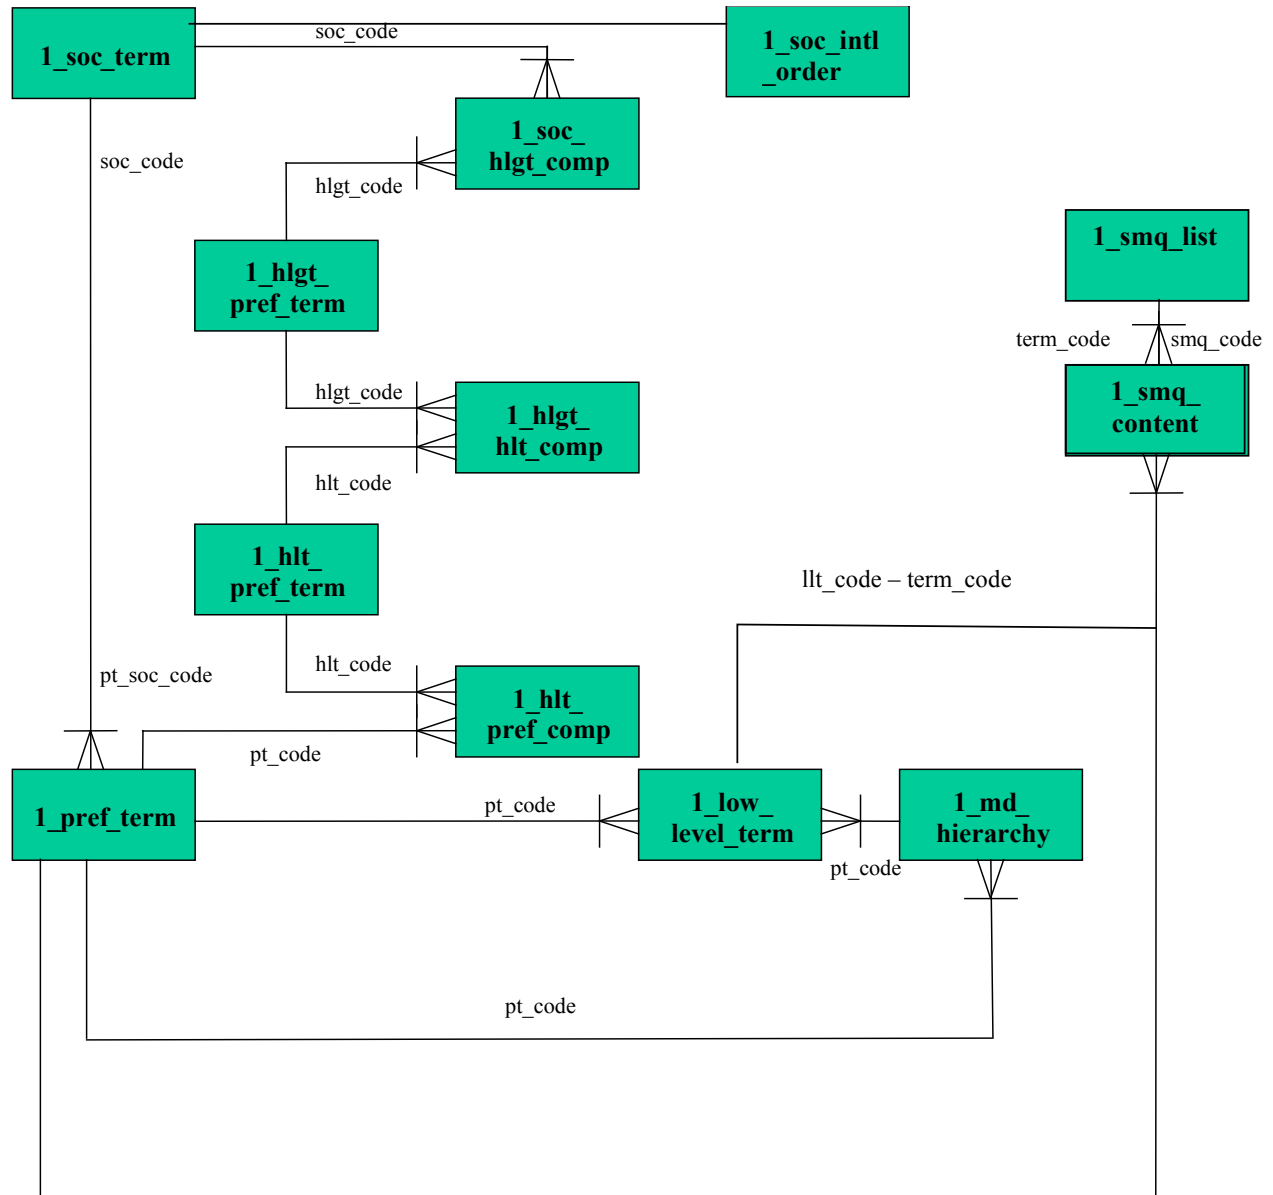 soc_code
1_soc_term
1_soc_intl
_order
1_soc_
hlgt_comp
soc_code
hlgt_code
1_smq_list
1_hlgt_
pref_term
term_code
smq_code
hlgt_code
1_smq_
content
1_hlgt_
hlt_comp
hlt_code
1_hlt_
pref_term
llt_code – term_code
hlt_code
pt_soc_code
1_hlt_
pref_comp
pt_code
1_pref_term
pt_code
1_low_
level_term
1_md_
hierarchy
pt_code
pt_code